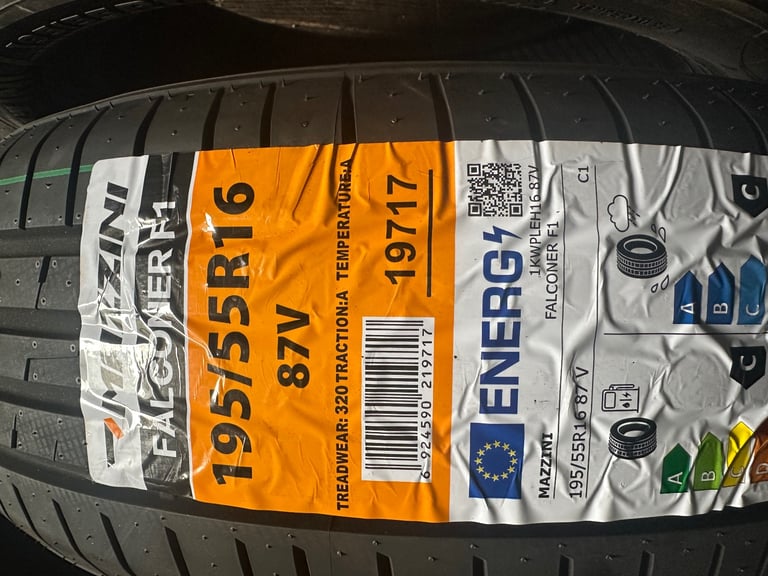 MAZZINI
FALCONER F1
195/55R16
87V
TREADWEAR: 320 TRACTION:A TEMPERATURE:A
19717
6 924590 219717
ENERG
1KWPLEH16 87V
FALCONER F1
MAZZINI
195/55R16 87 V
C1
C
A
B
C
C
A
B
C
D